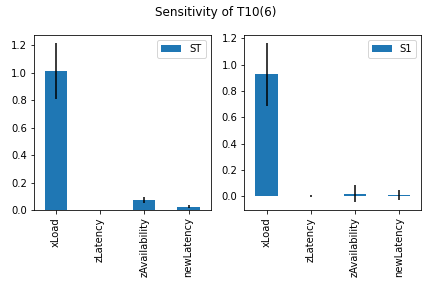 Sensitivity of T10(6)
ST
1.2
1.0
0.8
0.6
0.4
0.2
0.0
xLoad
zLatency
zAvailability
newLatency
S1
1.2
1.0
0.8
0.6
0.4
0.2
0.0
xLoad
zLatency
zAvailability
newLatency